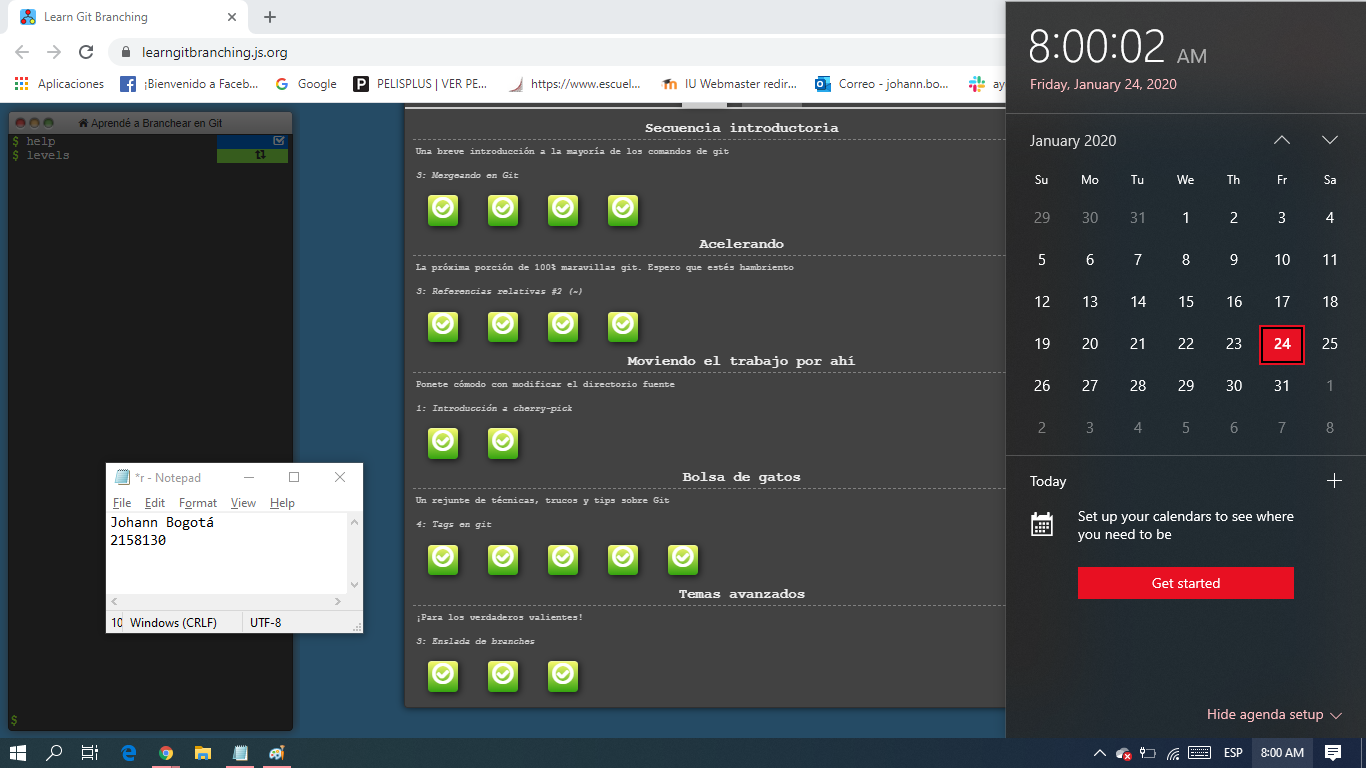 Learn Git Branching
learngitbranching.js.org
Aplicaciones
¡Bienvenido a Faceb...
Google
PELISPLUS | VER PE...
https://www.escuel...
IU Webmaster redir...
Correo - johann.bo...
ay
Aprendé a Branchear en Git
$ help
$ levels
$
Secuencia introductoria
Una breve introducción a la mayoría de los comandos de git
3: Mergeando en Git
Acelerando
La próxima porción de 100% maravillas git. Espero que estés hambriento
3: Referencias relativas #2 (~)
Moviendo el trabajo por ahí
Ponete cómodo con modificar el directorio fuente
1: Introducción a cherry-pick
Bolsa de gatos
Un rejunte de técnicas, trucos y tips sobre Git
4: Tags en git
Temas avanzados
¡Para los verdaderos valientes!
3: Enslada de branches
*r - Notepad
File Edit Format View Help
Johann Bogotá
2158130
10 Windows (CRLF) UTF-8
8:00:02 AM
Friday, January 24, 2020
January 2020
Su Mo Tu We Th Fr Sa
29 30 31 1 2 3 4
5 6 7 8 9 10 11
12 13 14 15 16 17 18
19 20 21 22 23 24 25
26 27 28 29 30 31 1
2 3 4 5 6 7 8
Today
Set up your calendars to see where
you need to be
Get started
Hide agenda setup
ESP
8:00 AM